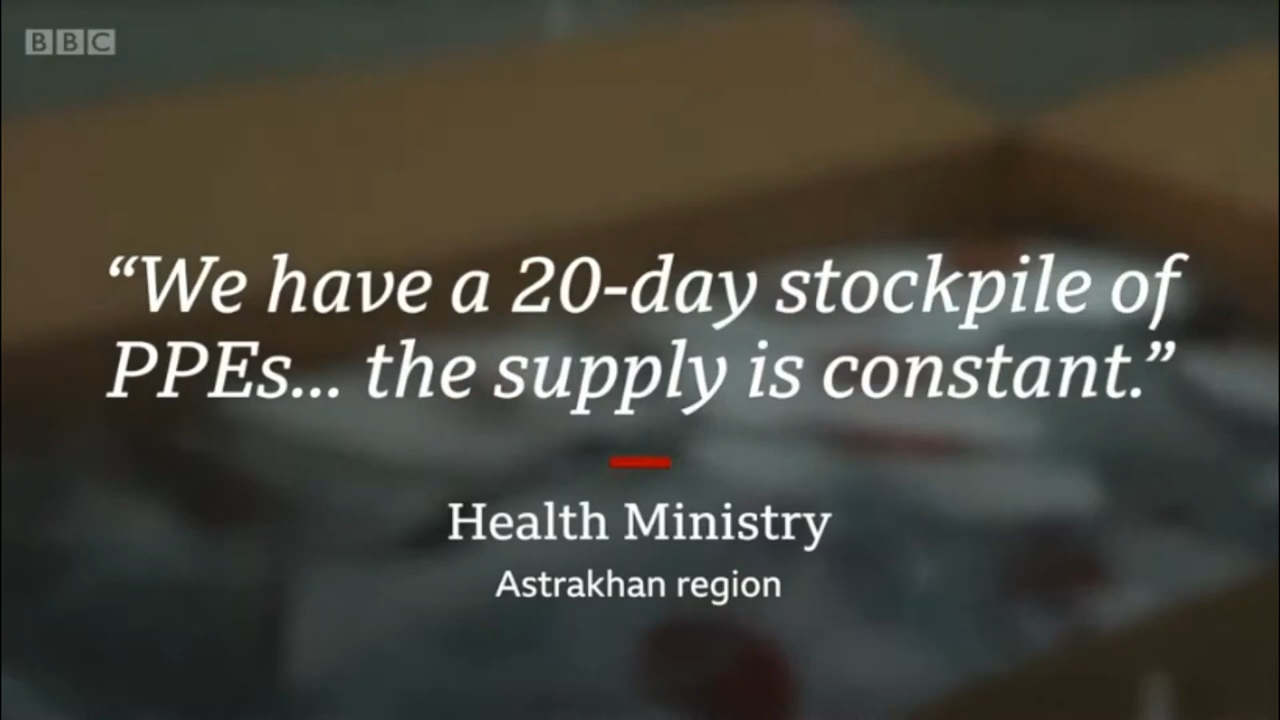 BBC
“We have a 20-day stockpile of
PPEs... the supply is constant.”
Health Ministry
Astrakhan region